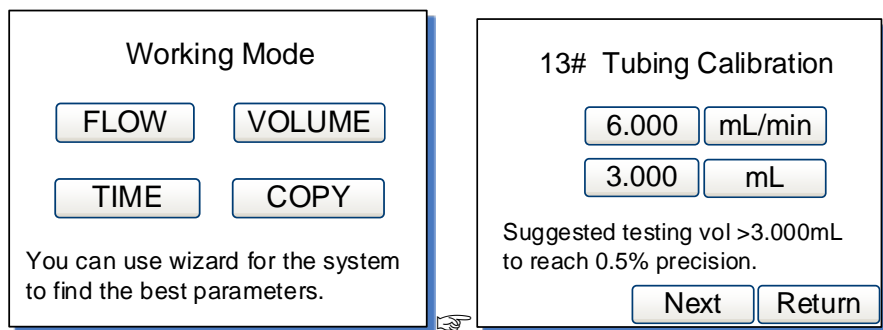 Working Mode
FLOW VOLUME
TIME COPY
You can use wizard for the system
to find the best parameters.
13# Tubing Calibration
6.000 mL/min
3.000 mL
Suggested testing vol >3.000mL
to reach 0.5% precision.
Next Return